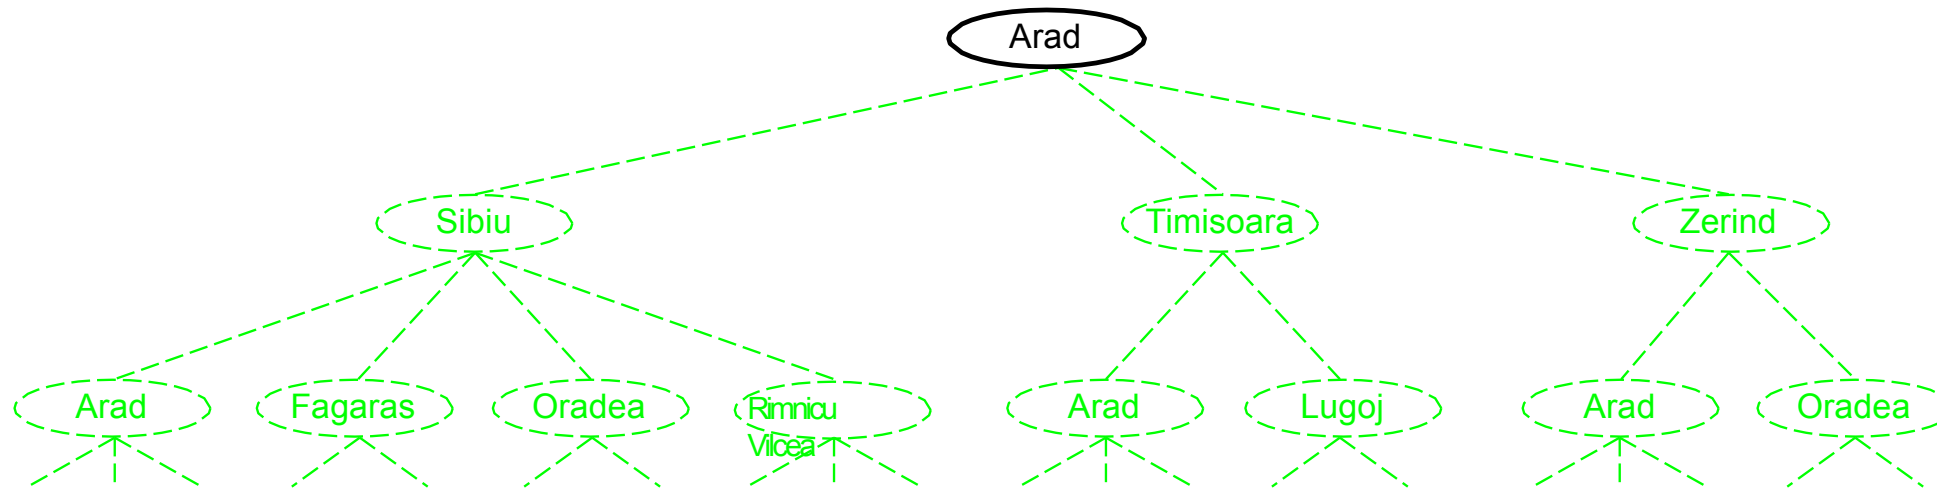 Arad
Sibiu
Timisoara
Zerind
Arad
Fagaras
Oradea
Rimnicu
Vilcea
Arad
Lugoj
Arad
Oradea